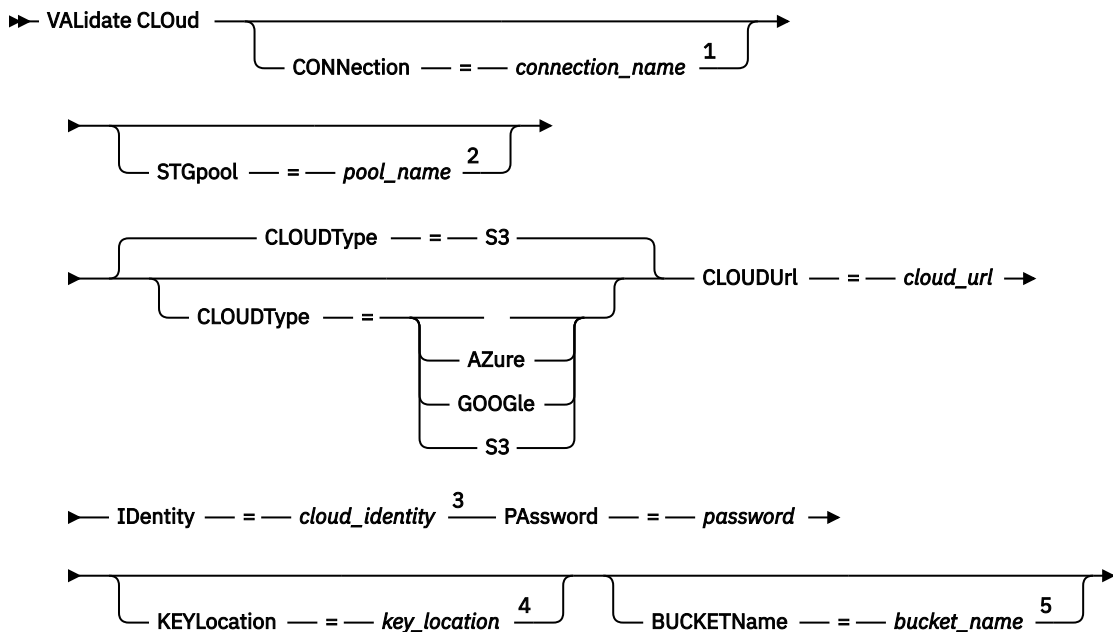 VALidate CLOud
CONNection = connection_name 1
STGpool = pool_name 2
CLOUDType = S3
CLOUDUrl = cloud_url
CLOUDType =
AZure
GOOGle
S3
IDentity = cloud_identity 3 PAssword = password
KEYLocation = key_location 4 BUCKETName = bucket_name 5